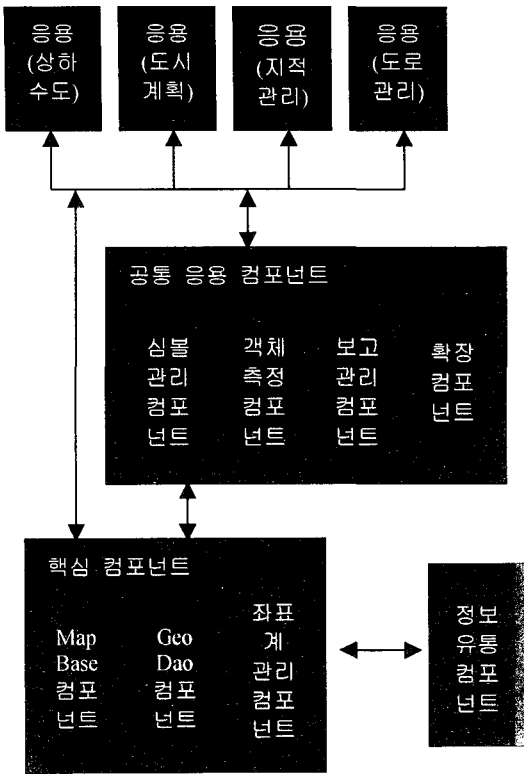 응용
(상하
수도)
응용
(도시
계획)
응용
(지적
관리)
응용
(도로
관리)
공통 응용 컴포넌트
심볼
관리
컴포
넌트
객체
측정
컴포
넌트
보고
관리
컴포
넌트
확장
컴포
넌트
핵심 컴포넌트
Map
Base
컴포
넌트
Geo
Dao
컴포
넌트
좌표
계
관리
컴포
넌트
정보
유통
컴포
넌트